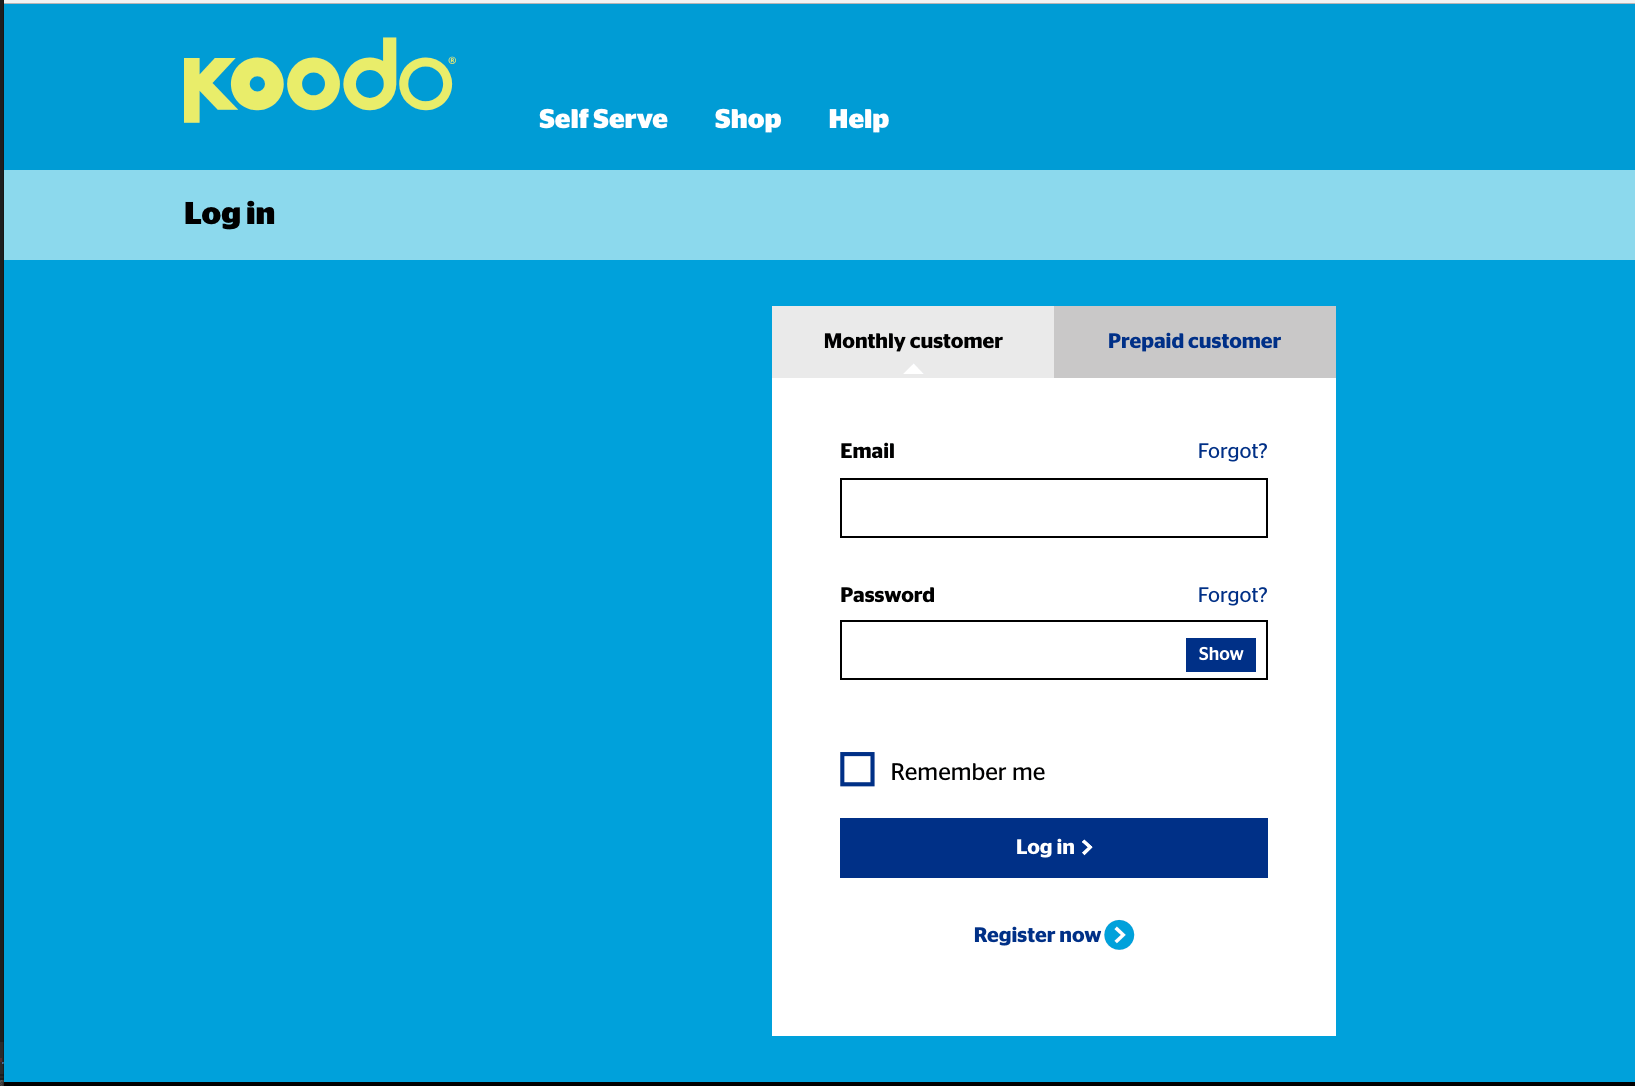 Koodo®
Self Serve Shop Help
Log in
Monthly customer Prepaid customer
Email Forgot?
Password Forgot?
Show
Remember me
Log in >
Register now >